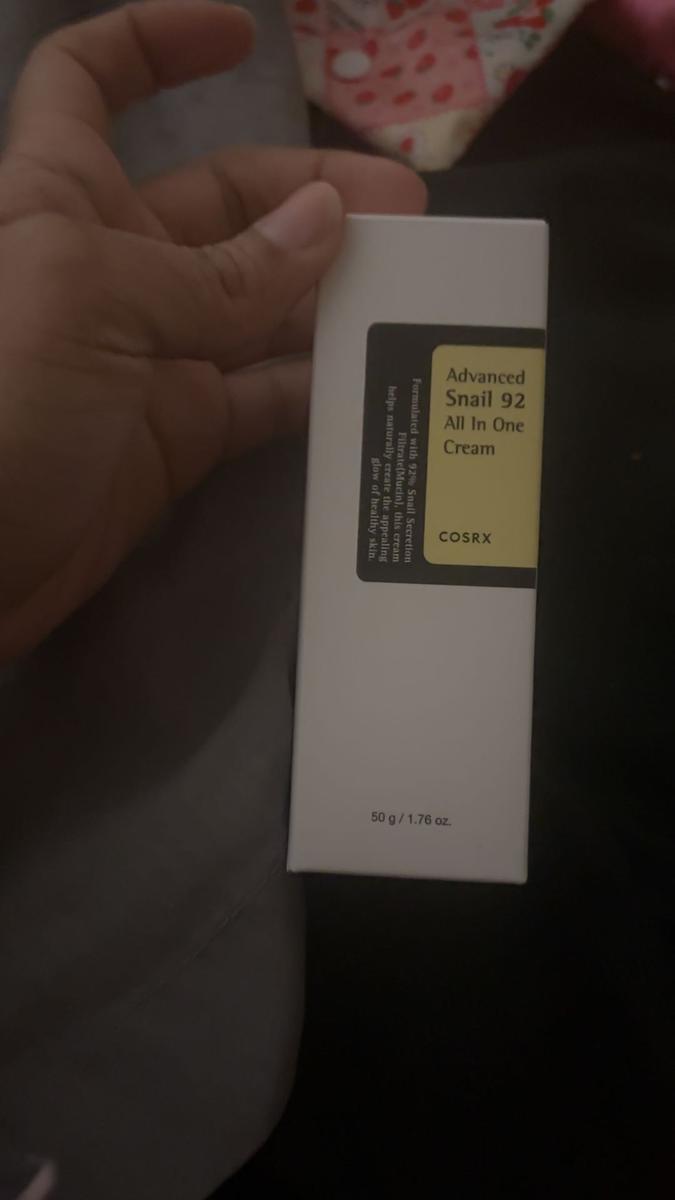 Advanced
Snail 92
All In One
Cream
COSRX
Formulated with 92% Snail Secretion
Filtrate(Mucin), this cream
helps naturally create the appealing
glow of healthy skin.
50 g / 1.76 oz.